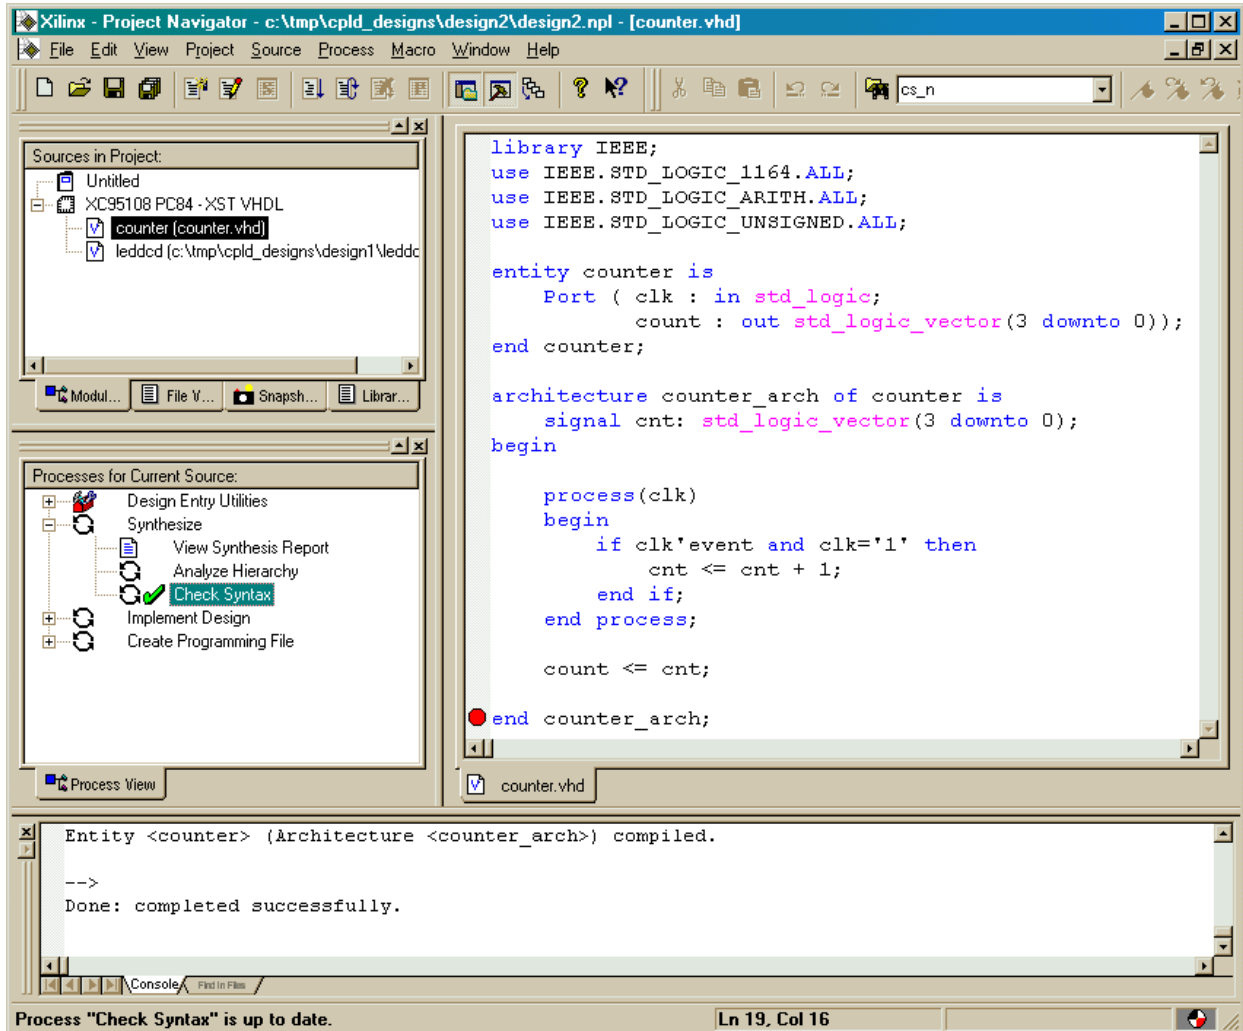 Xilinx - Project Navigator - c:\tmp\cpld_designs\design2\design2.npl - [counter.vhd]
File Edit View Project Source Process Macro Window Help
cs_n
Sources in Project:
Untitled
XC95108 PC84 - XST VHDL
counter (counter.vhd)
leddcd (c:\tmp\cpld_designs\design1\leddc
Modul... File V... Snapsh... Librar...
Processes for Current Source:
Design Entry Utilities
Synthesize
View Synthesis Report
Analyze Hierarchy
Check Syntax
Implement Design
Create Programming File
Process View
library IEEE;
use IEEE.STD_LOGIC_1164.ALL;
use IEEE.STD_LOGIC_ARITH.ALL;
use IEEE.STD_LOGIC_UNSIGNED.ALL;
entity counter is
Port ( clk : in std_logic;
count : out std_logic_vector(3 downto 0));
end counter;
architecture counter_arch of counter is
signal cnt: std_logic_vector(3 downto 0);
begin
process(clk)
begin
if clk'event and clk='1' then
cnt <= cnt + 1;
end if;
end process;
count <= cnt;
end counter_arch;
counter.vhd
Entity <counter> (Architecture <counter_arch>) compiled.
-->
Done: completed successfully.
Console Find in Files
Process "Check Syntax" is up to date. Ln 19, Col 16